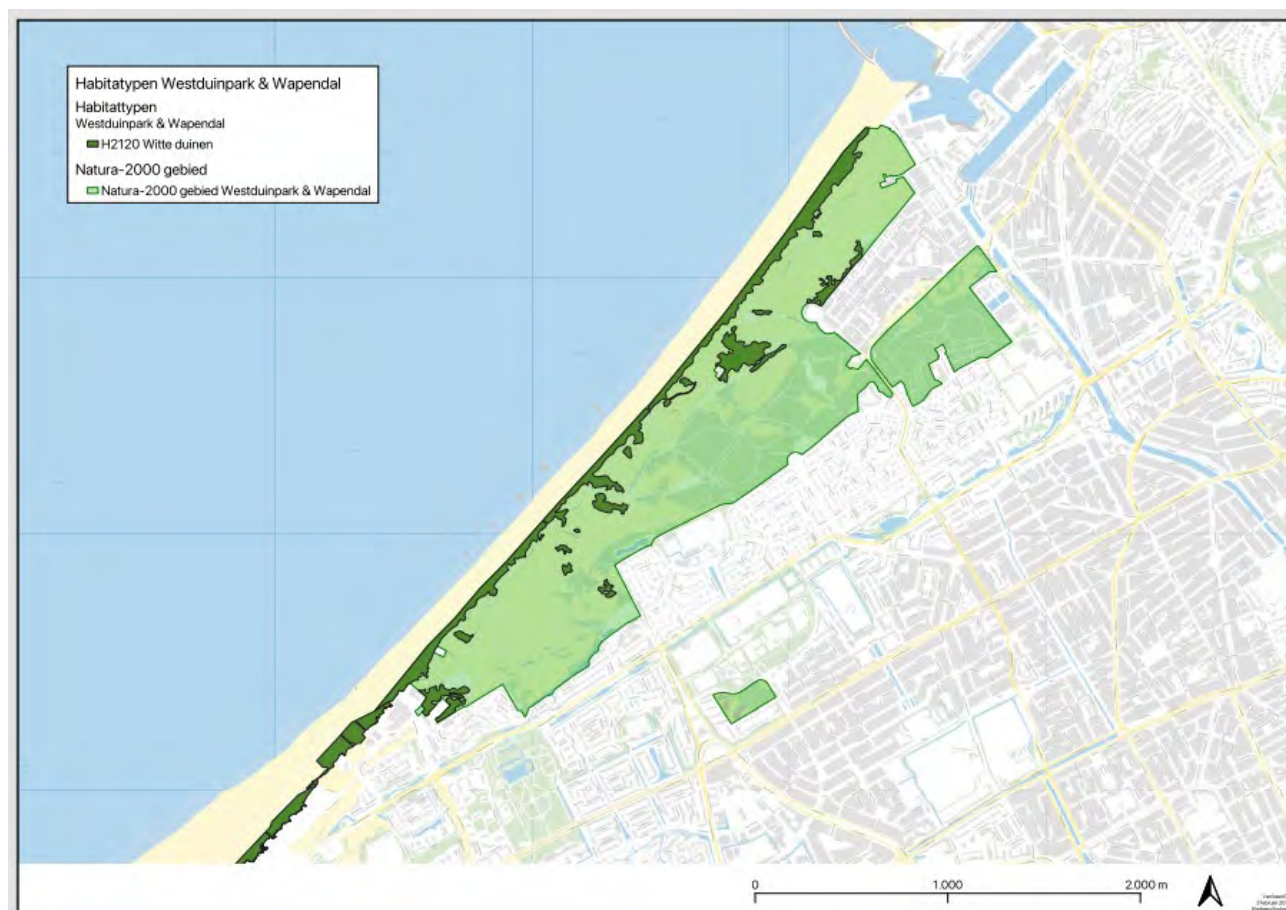 Habitatypen Westduinpark & Wapendal
Habitattypen
Westduinpark & Wapendal
H2120 Witte duinen
Natura-2000 gebied
Natura-2000 gebied Westduinpark & Wapendal
0 1.000 2.000 m